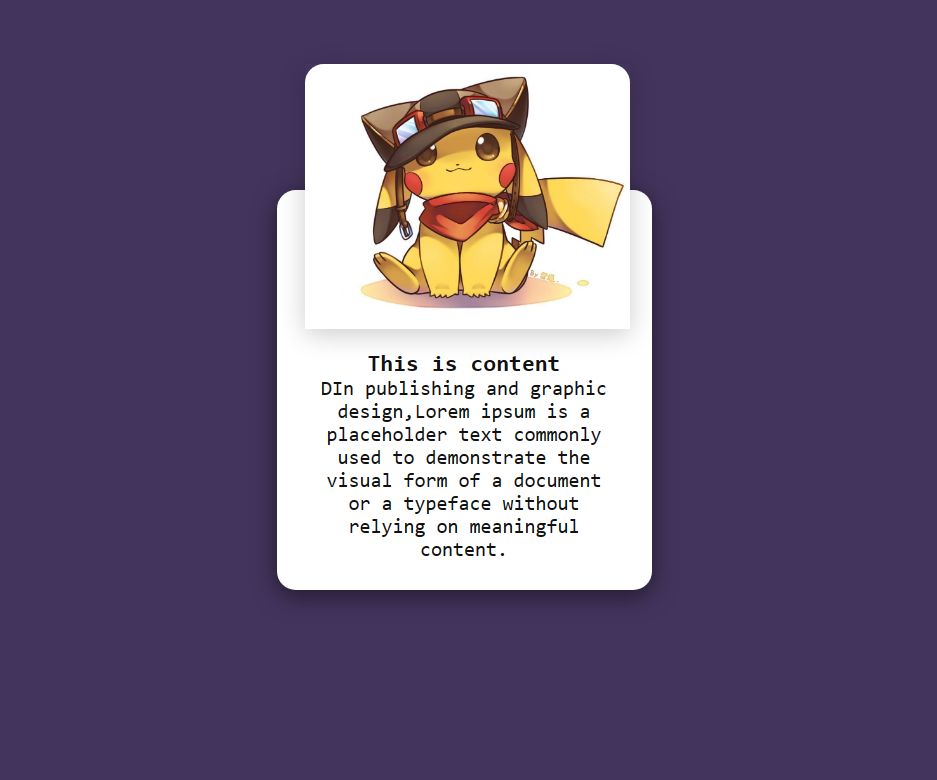 This is content
DIn publishing and graphic
design,Lorem ipsum is a
placeholder text commonly
used to demonstrate the
visual form of a document
or a typeface without
relying on meaningful
content.